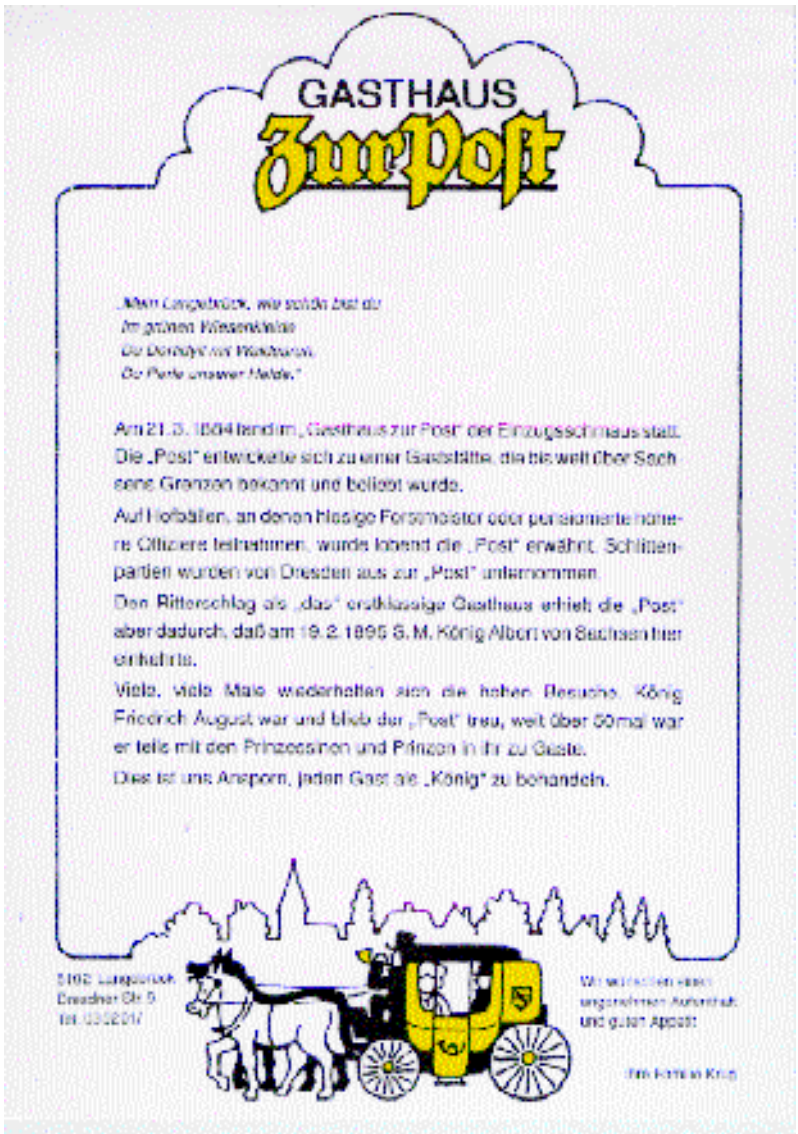 GASTHAUS
Zur Post
„Mein Langebrück, wie schön bist du
Im grünen Wiesenkleide
Du Dorfidyll mit Waldesruh,
Du Perle unserer Heide."
Am 21.3.1884 fand im „Gasthaus zur Post" der Einzugsschmaus statt.
Die „Post" entwickelte sich zu einer Gaststätte, die bis weit über Sach-
sens Grenzen bekannt und beliebt wurde.
Auf Hofbällen, an denen hiesige Forstmeister oder pensionierte höhe-
re Offiziere teilnahmen, wurde lobend die „Post" erwähnt. Schlitten-
partien wurden von Dresden aus zur „Post" unternommen.
Den Ritterschlag als „das" erstklassige Gasthaus erhielt die „Post"
aber dadurch, daß am 19.2.1895 S. M. König Albert von Sachsen hier
einkehrte.
Viele, viele Male wiederholten sich die hohen Besuche. König
Friedrich August war und blieb der „Post" treu, weit über 50mal war
er teils mit den Prinzessinen und Prinzen in ihr zu Gaste.
Dies ist uns Ansporn, jeden Gast als „König" zu behandeln.
Langebrück
Dresdner Str. 9
Tel.
Wir wünschen einen
angenehmen Aufenthalt
und guten Appetit
Ihre Familie Krug